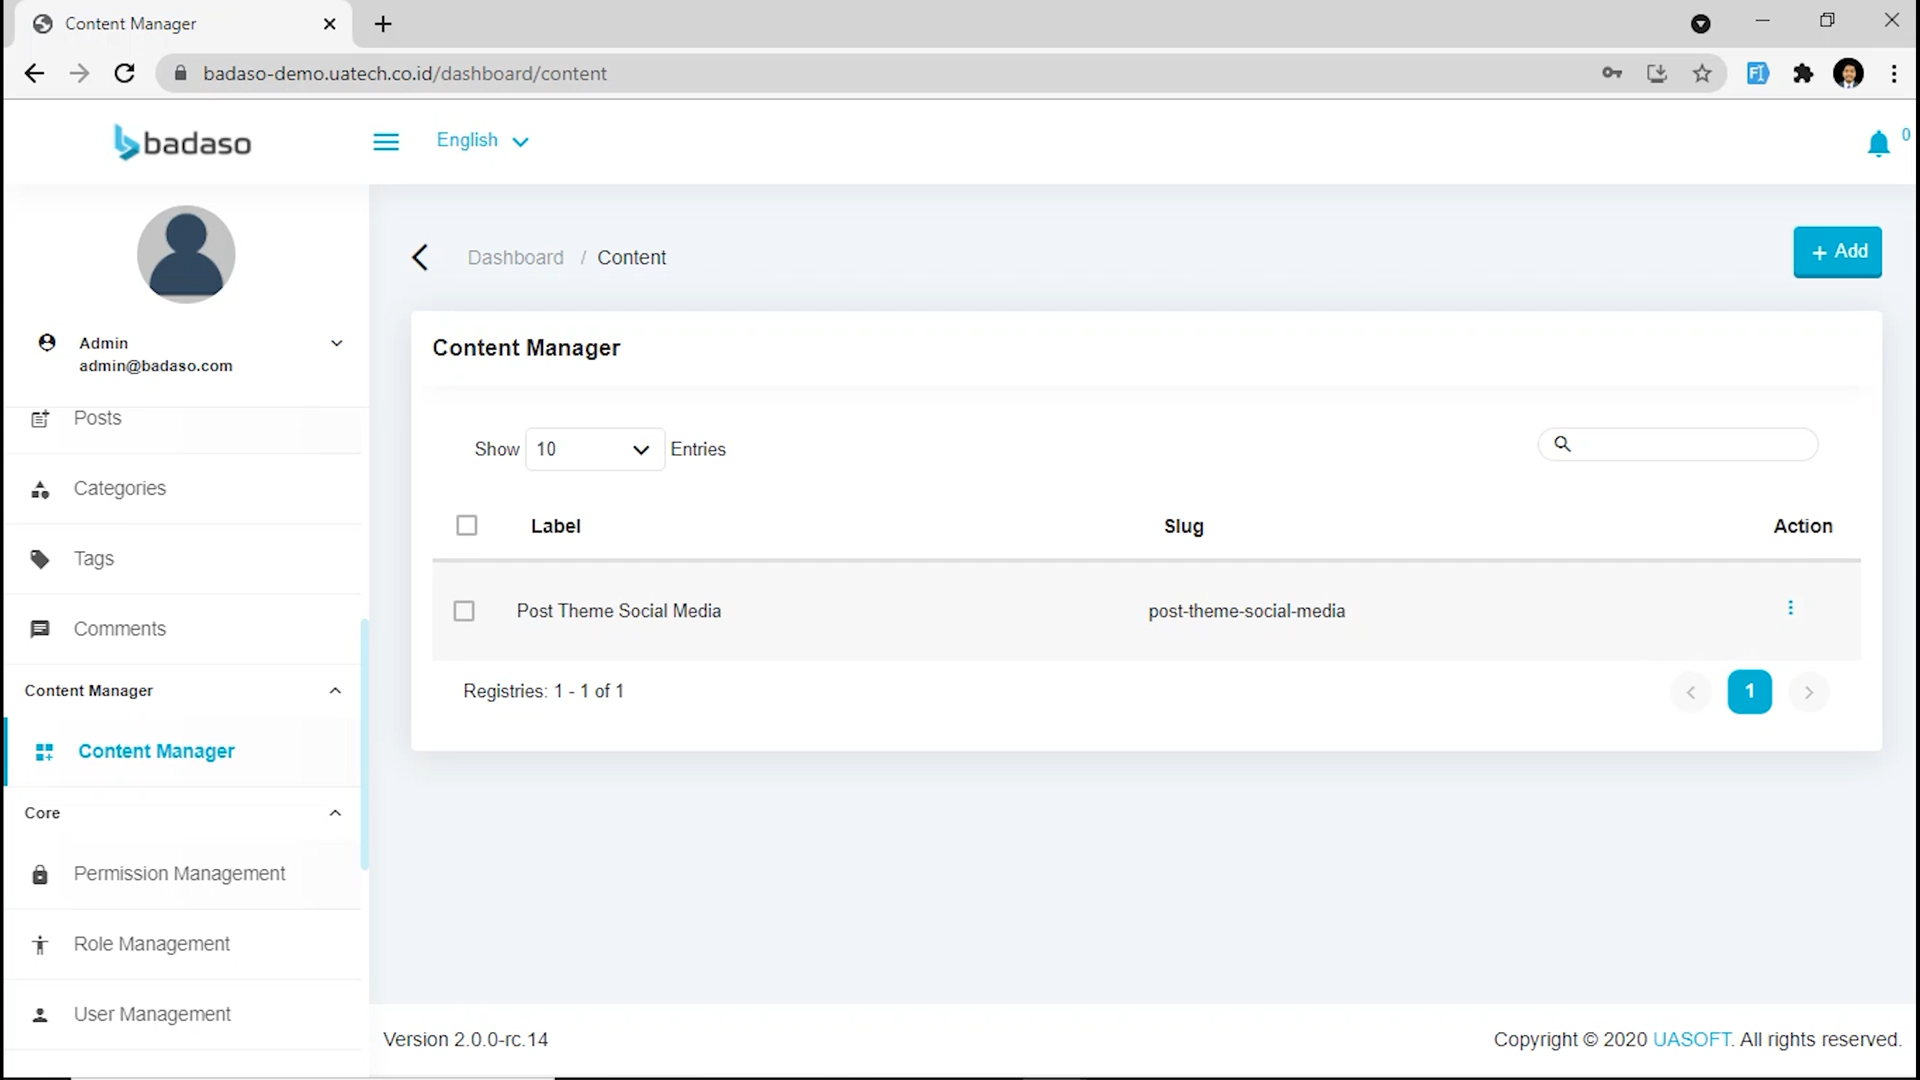 Content Manager
badaso-demo.uatech.co.id/dashboard/content
badaso
English
0
Dashboard / Content
+ Add
Admin
admin@badaso.com
Posts
Categories
Tags
Comments
Content Manager
Content Manager
Core
Permission Management
Role Management
User Management
Content Manager
Show 10 Entries
Label Slug Action
Post Theme Social Media post-theme-social-media
Registries: 1 - 1 of 1
1
Version 2.0.0-rc.14
Copyright © 2020 UASOFT. All rights reserved.